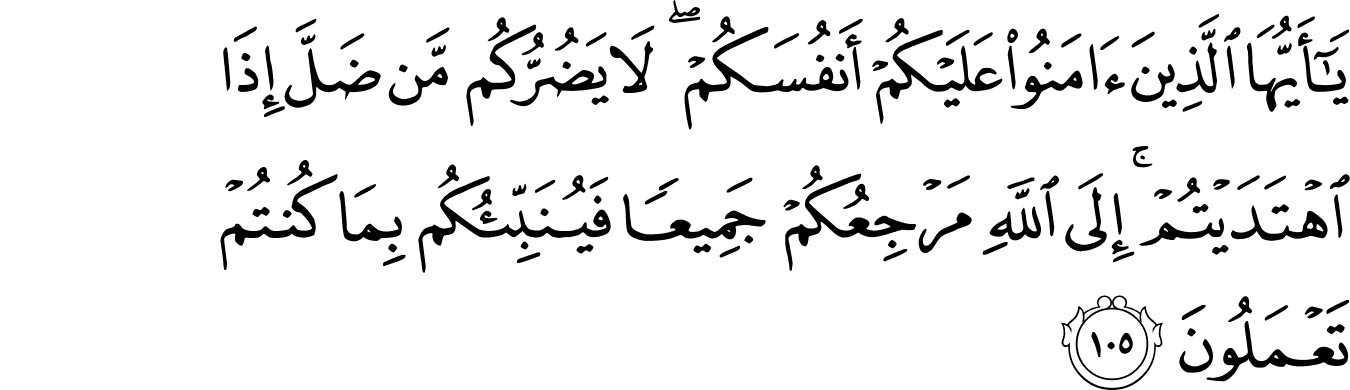 يَـٰٓأَيُّهَا ٱلَّذِينَ ءَامَنُوا۟ عَلَيْكُمْ أَنفُسَكُمْ ۖ لَا يَضُرُّكُم مَّن ضَلَّ إِذَا
ٱهْتَدَيْتُمْ ۚ إِلَى ٱللَّهِ مَرْجِعُكُمْ جَمِيعًا فَيُنَبِّئُكُم بِمَا كُنتُمْ
تَعْمَلُونَ ١٠٥